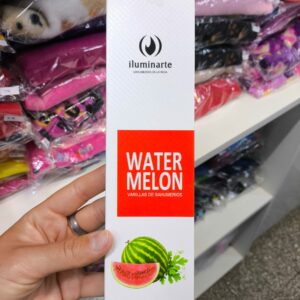 iluminarte
WATER
MELON
VARILLAS DE SAHUMERIOS